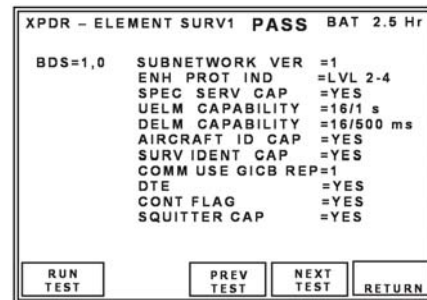 XPDR – ELEMENT SURV1 PASS BAT 2.5 Hr
BDS=1,0 SUBNETWORK VER =1
ENH PROT IND =LVL 2-4
SPEC SERV CAP =YES
UELM CAPABILITY =16/1 s
DELM CAPABILITY =16/500 ms
AIRCRAFT ID CAP =YES
SURV IDENT CAP =YES
COMM USE GICB REP=1
DTE =YES
CONT FLAG =YES
SQUITTER CAP =YES
RUN TEST PREV TEST NEXT TEST RETURN